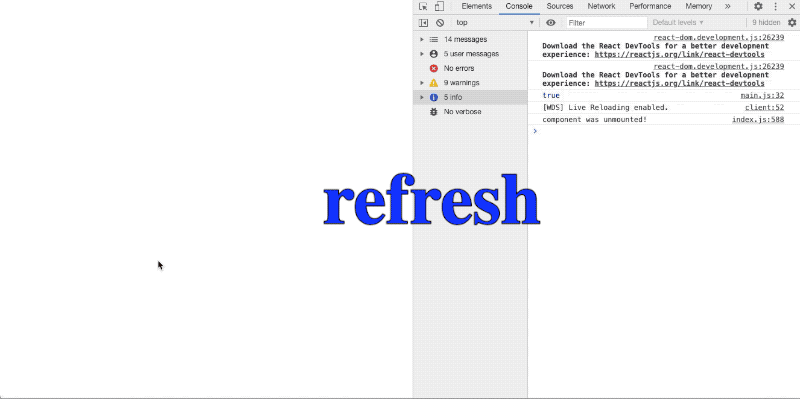 Elements Console Sources Network Performance Memory »
top Filter Default levels ▼ 9 hidden
14 messages
5 user messages
No errors
9 warnings
5 info
No verbose
react-dom.development.js:26239
Download the React DevTools for a better development
experience: https://reactjs.org/link/react-devtools
react-dom.development.js:26239
Download the React DevTools for a better development
experience: https://reactjs.org/link/react-devtools
true main.js:32
[WDS] Live Reloading enabled. client:52
component was unmounted! index.js:588
refresh